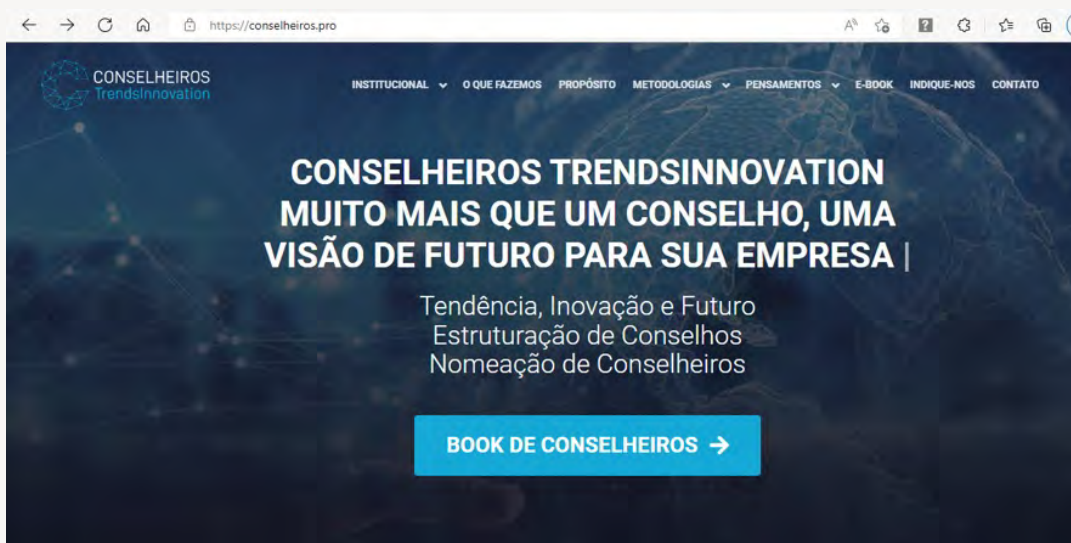 https://conselheiros.pro
CONSELHEIROS
TrendsInnovation
INSTITUCIONAL O QUE FAZEMOS PROPÓSITO METODOLOGIAS PENSAMENTOS E-BOOK INDIQUE-NOS CONTATO
CONSELHEIROS TRENDSINNOVATION
MUITO MAIS QUE UM CONSELHO, UMA
VISÃO DE FUTURO PARA SUA EMPRESA |
Tendência, Inovação e Futuro
Estruturação de Conselhos
Nomeação de Conselheiros
BOOK DE CONSELHEIROS →